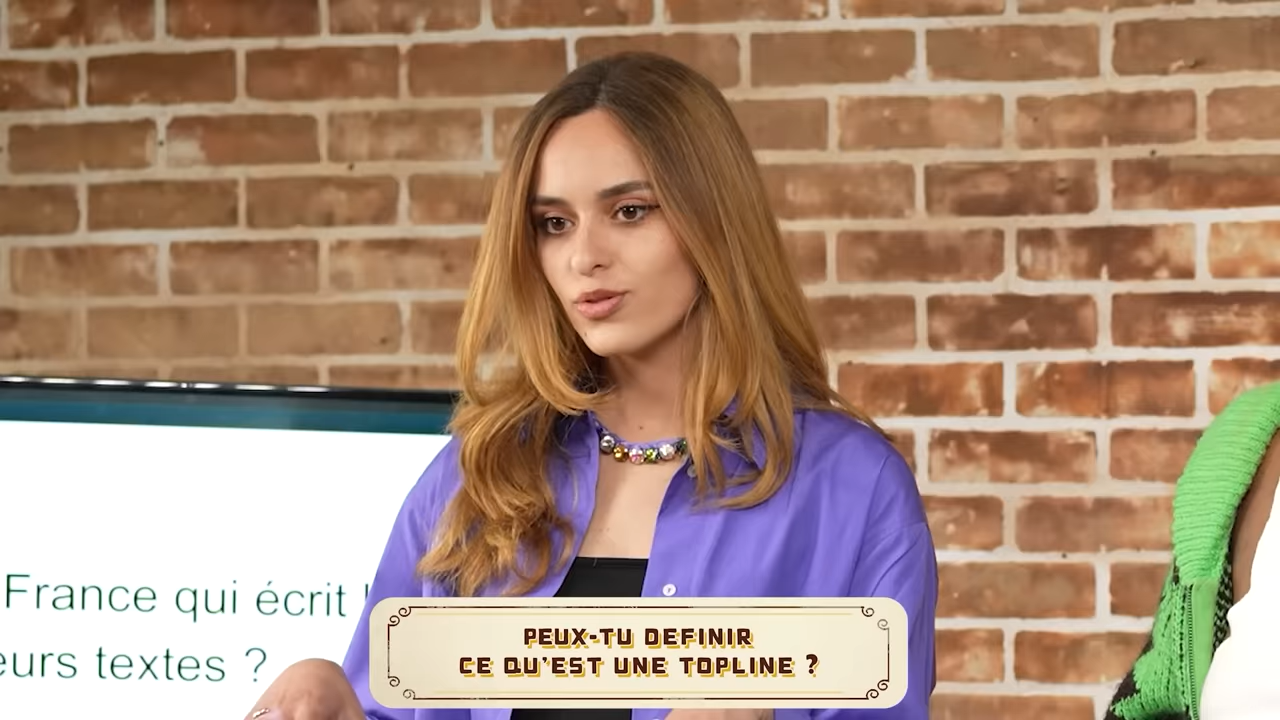 France qui écrit
eurs textes ?
PEUX-TU DEFINIR
CE QU'EST UNE TOPLINE ?